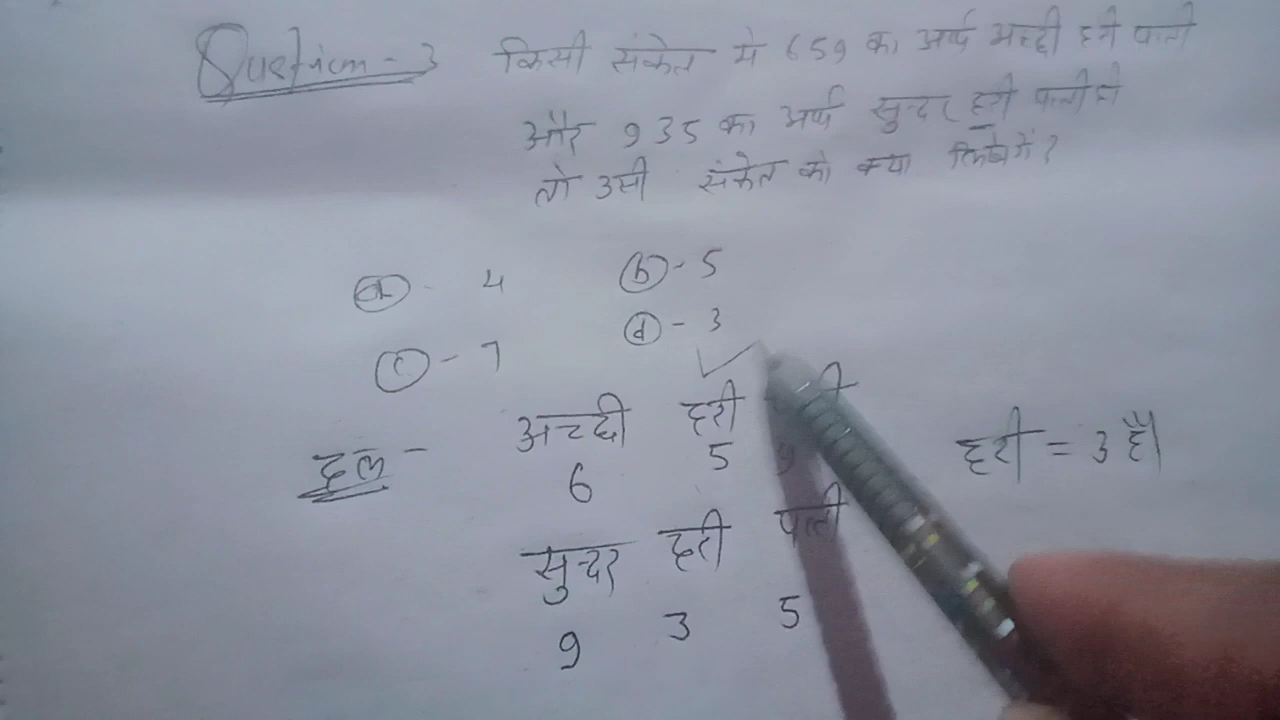 Question - 3 किसी संकेत मे 659 का अर्थ अच्छी हरी पत्ती
और 935 का अर्थ सुन्दर हरी पत्ती हो
तो उसी संकेत को क्या लिखेगें?
(a) - 4 (b) - 5
(c) - 7 (d) - 3
हल - अच्छी हरी
6 5 9
हरी = 3 है।
सुन्दर हरी पत्ती
9 3 5